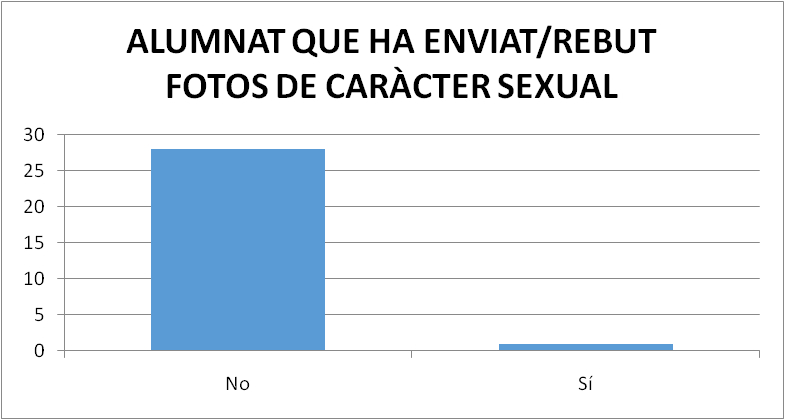 ALUMNAT QUE HA ENVIAT/REBUT
FOTOS DE CARÀCTER SEXUAL
30
25
20
15
10
5
0
No
Sí